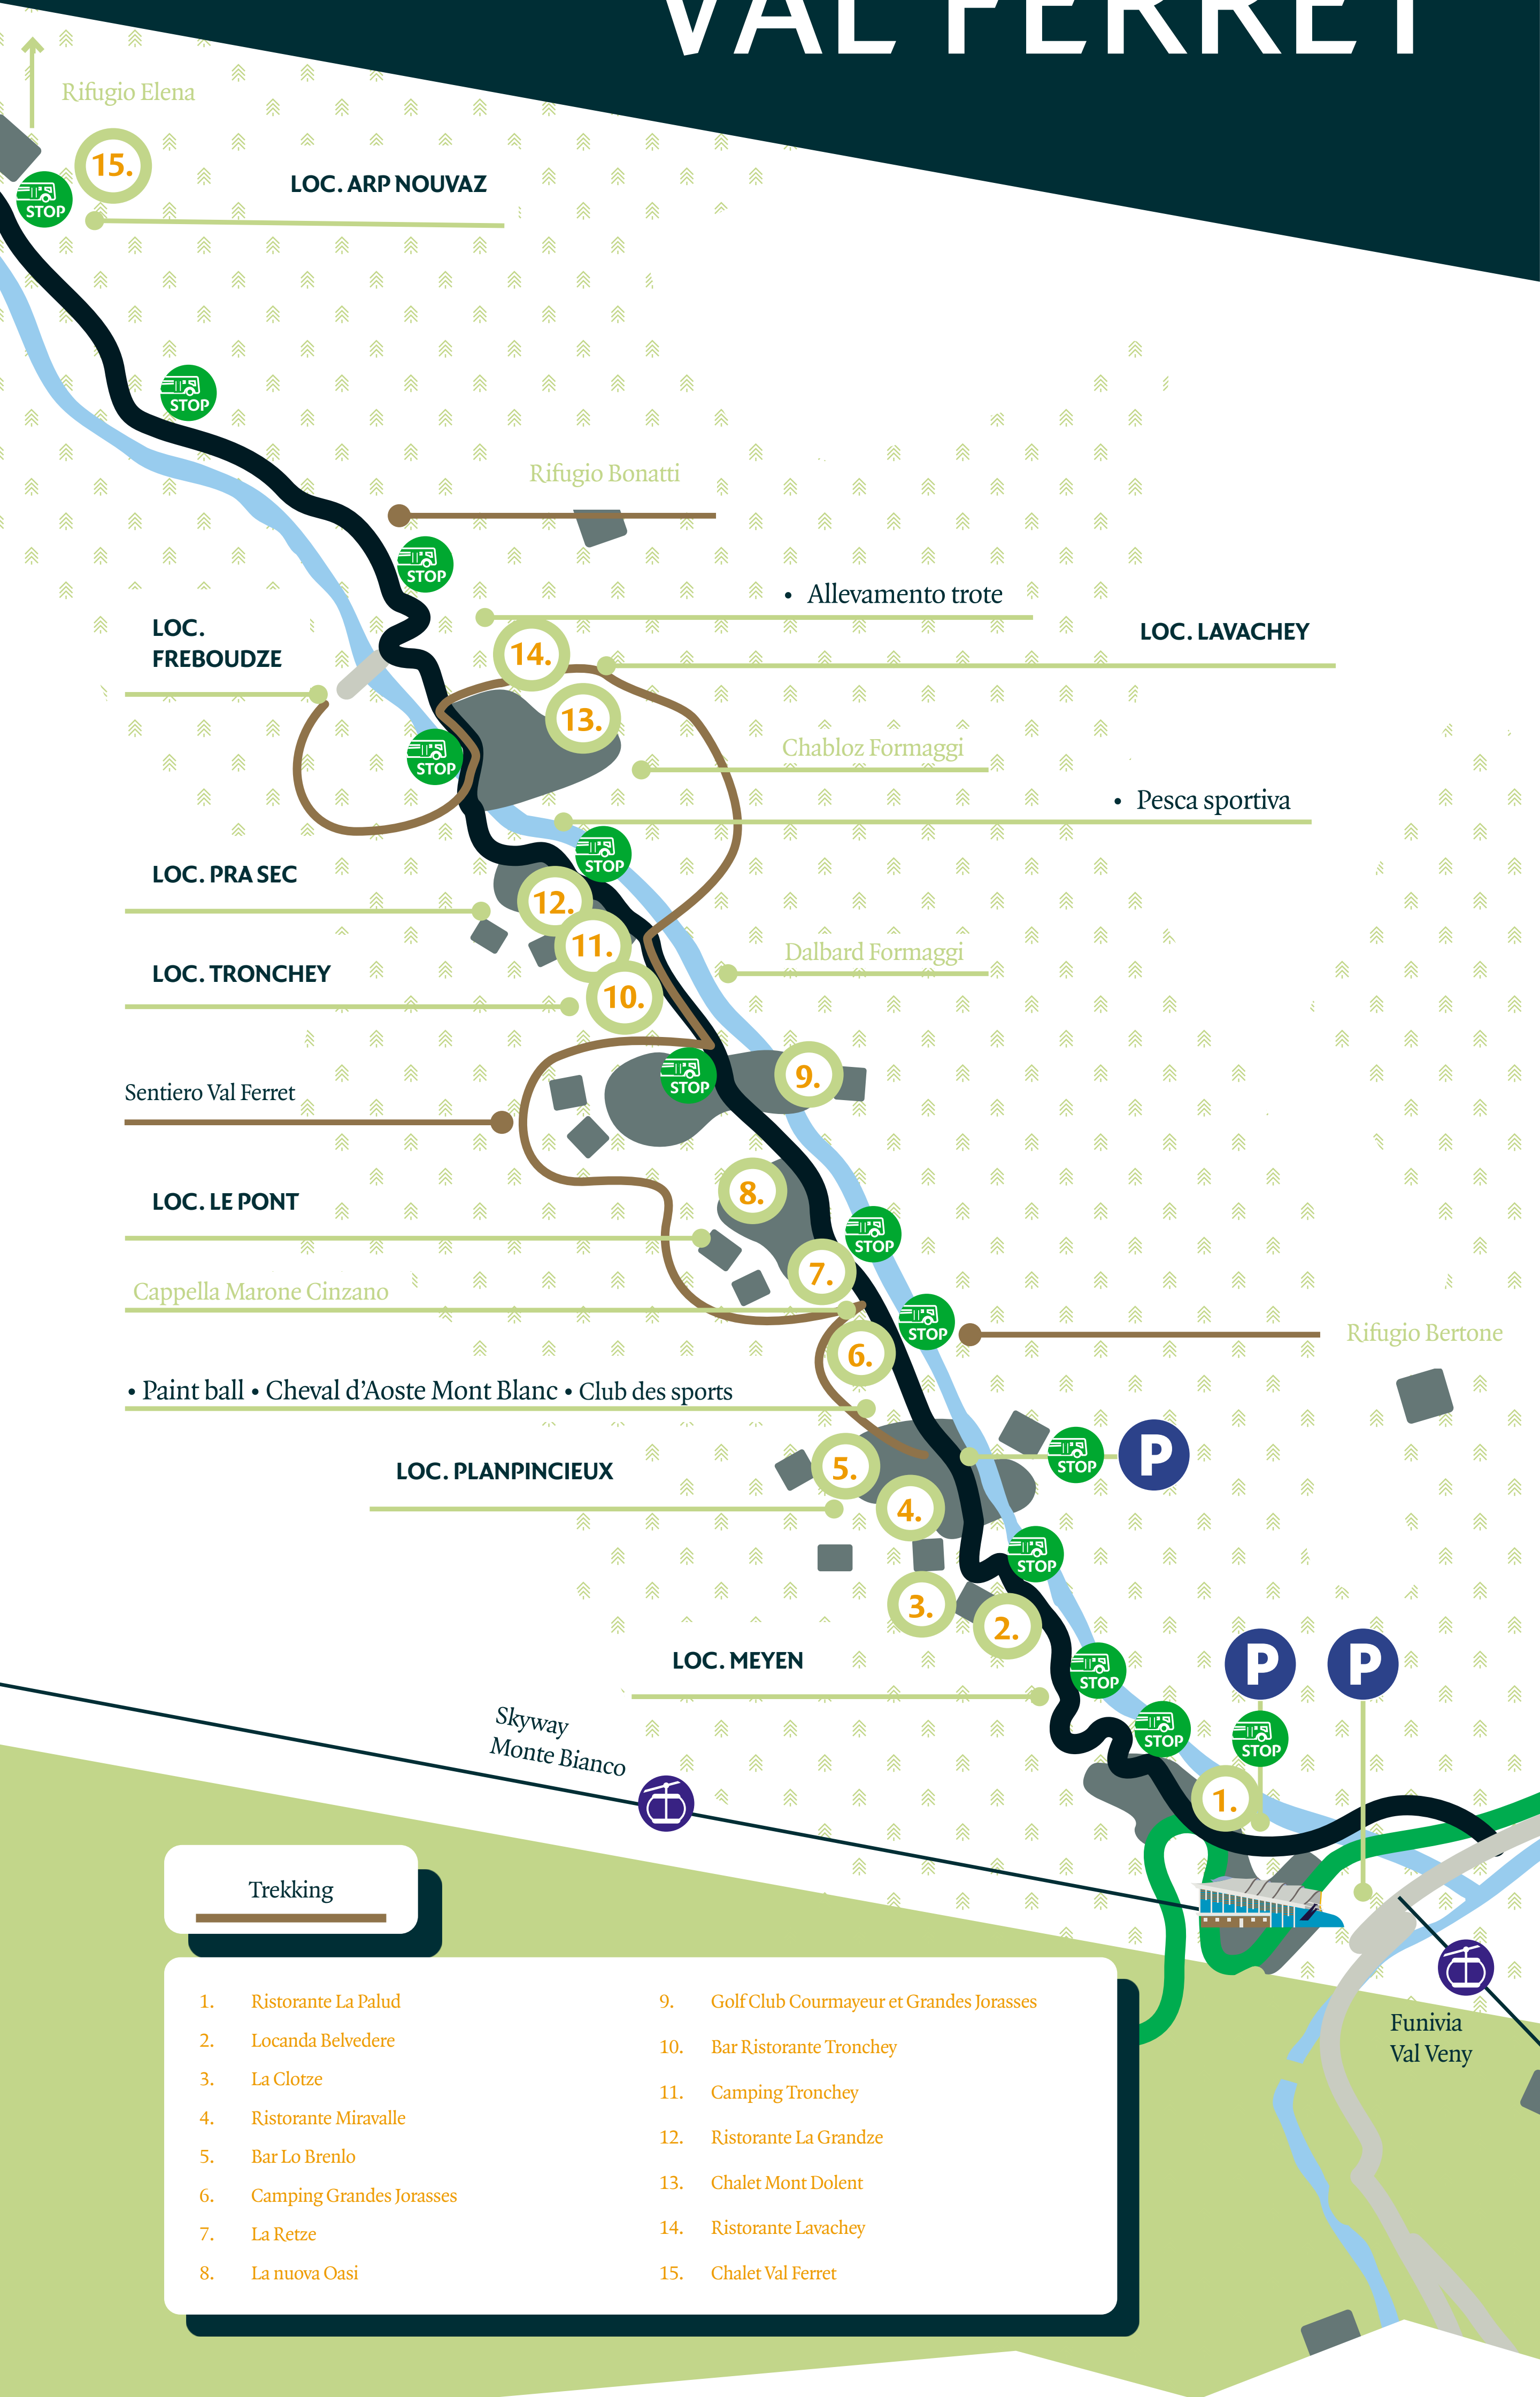 VAL FERRET
Rifugio Elena
15.
LOC. ARP NOUVAZ
STOP
STOP
Rifugio Bonatti
STOP
• Allevamento trote
LOC.
FREBOUDZE
LOC. LAVACHEY
14.
13.
STOP
Chabloz Formaggi
• Pesca sportiva
STOP
LOC. PRA SEC
12.
11.
Dalbard Formaggi
LOC. TRONCHEY
10.
STOP
9.
Sentiero Val Ferret
8.
LOC. LE PONT
STOP
7.
Cappella Marone Cinzano
STOP
Rifugio Bertone
6.
• Paint ball • Cheval d’Aoste Mont Blanc • Club des sports
STOP
P
5.
LOC. PLANPINCIEUX
4.
STOP
3.
2.
LOC. MEYEN
STOP
P
P
Skyway
Monte Bianco
STOP
STOP
1.
Funivia
Val Veny
Trekking
1. Ristorante La Palud
2. Locanda Belvedere
3. La Clotze
4. Ristorante Miravalle
5. Bar Lo Brenlo
6. Camping Grandes Jorasses
7. La Retze
8. La nuova Oasi
9. Golf Club Courmayeur et Grandes Jorasses
10. Bar Ristorante Tronchey
11. Camping Tronchey
12. Ristorante La Grandze
13. Chalet Mont Dolent
14. Ristorante Lavachey
15. Chalet Val Ferret